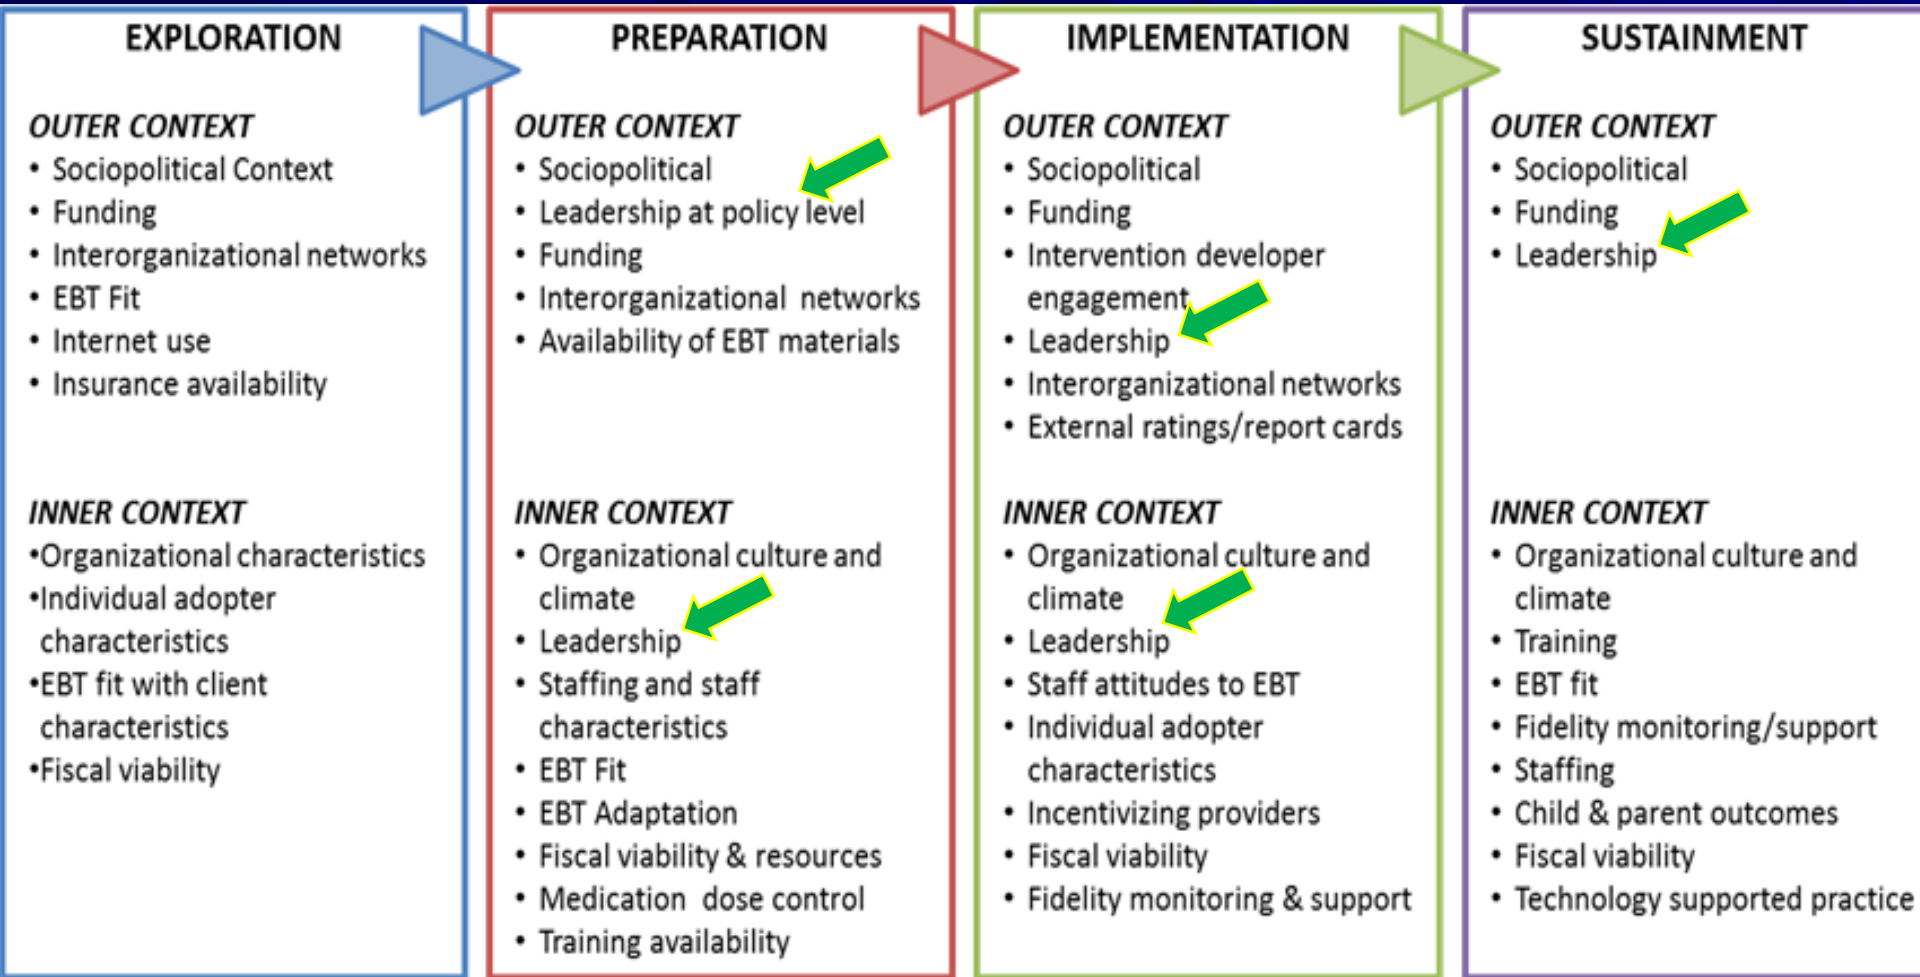 EXPLORATION
OUTER CONTEXT
• Sociopolitical Context
• Funding
• Interorganizational networks
• EBT Fit
• Internet use
• Insurance availability
INNER CONTEXT
•Organizational characteristics
•Individual adopter
characteristics
•EBT fit with client
characteristics
•Fiscal viability
PREPARATION
OUTER CONTEXT
• Sociopolitical
• Leadership at policy level
• Funding
• Interorganizational networks
• Availability of EBT materials
INNER CONTEXT
• Organizational culture and
climate
• Leadership
• Staffing and staff
characteristics
• EBT Fit
• EBT Adaptation
• Fiscal viability & resources
• Medication dose control
• Training availability
IMPLEMENTATION
OUTER CONTEXT
• Sociopolitical
• Funding
• Intervention developer
engagement
• Leadership
• Interorganizational networks
• External ratings/report cards
INNER CONTEXT
• Organizational culture and
climate
• Leadership
• Staff attitudes to EBT
• Individual adopter
characteristics
• Incentivizing providers
• Fiscal viability
• Fidelity monitoring & support
SUSTAINMENT
OUTER CONTEXT
• Sociopolitical
• Funding
• Leadership
INNER CONTEXT
• Organizational culture and
climate
• Training
• EBT fit
• Fidelity monitoring/support
• Staffing
• Child & parent outcomes
• Fiscal viability
• Technology supported practice